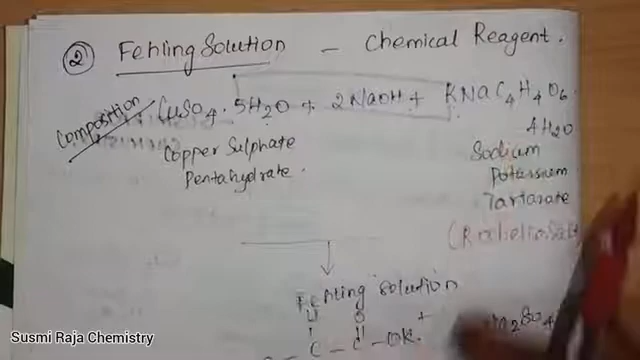 ② Fehling Solution - Chemical Reagent.
Composition CuSO4. 5H2O + 2NaOH + KNaC4H4O6.
4H2O
Copper Sulphate
Pentahydrate.
Sodium
Potassium
Tartarate
Fehling Solution
+
C - C - OK.
Susmi Raja Chemistry